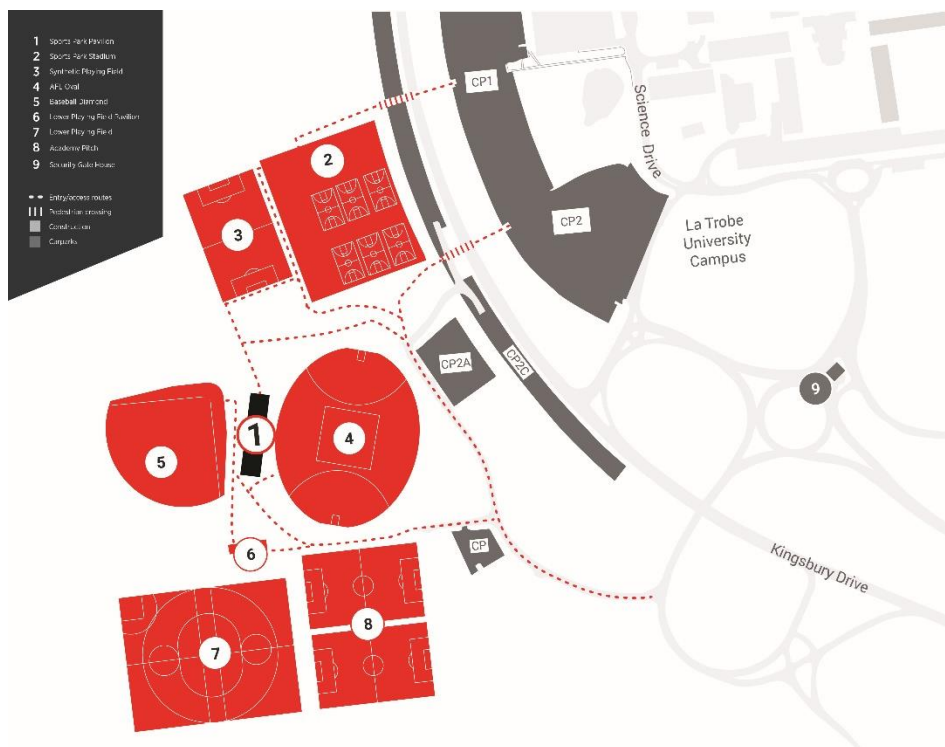 1 Sports Park Pavilion
2 Sports Park Stadium
3 Synthetic Playing Field
4 AFL Oval
5 Baseball Diamond
6 Lower Playing Field Pavilion
7 Lower Playing Field
8 Academy Pitch
9 Security Gate House
Entry/access routes
Pedestrian crossing
Construction
Carparks
CP1
Science Drive
2
CP2
La Trobe
University
Campus
3
CP2A
CP2C
9
1
4
5
6
CP
Kingsbury Drive
8
7